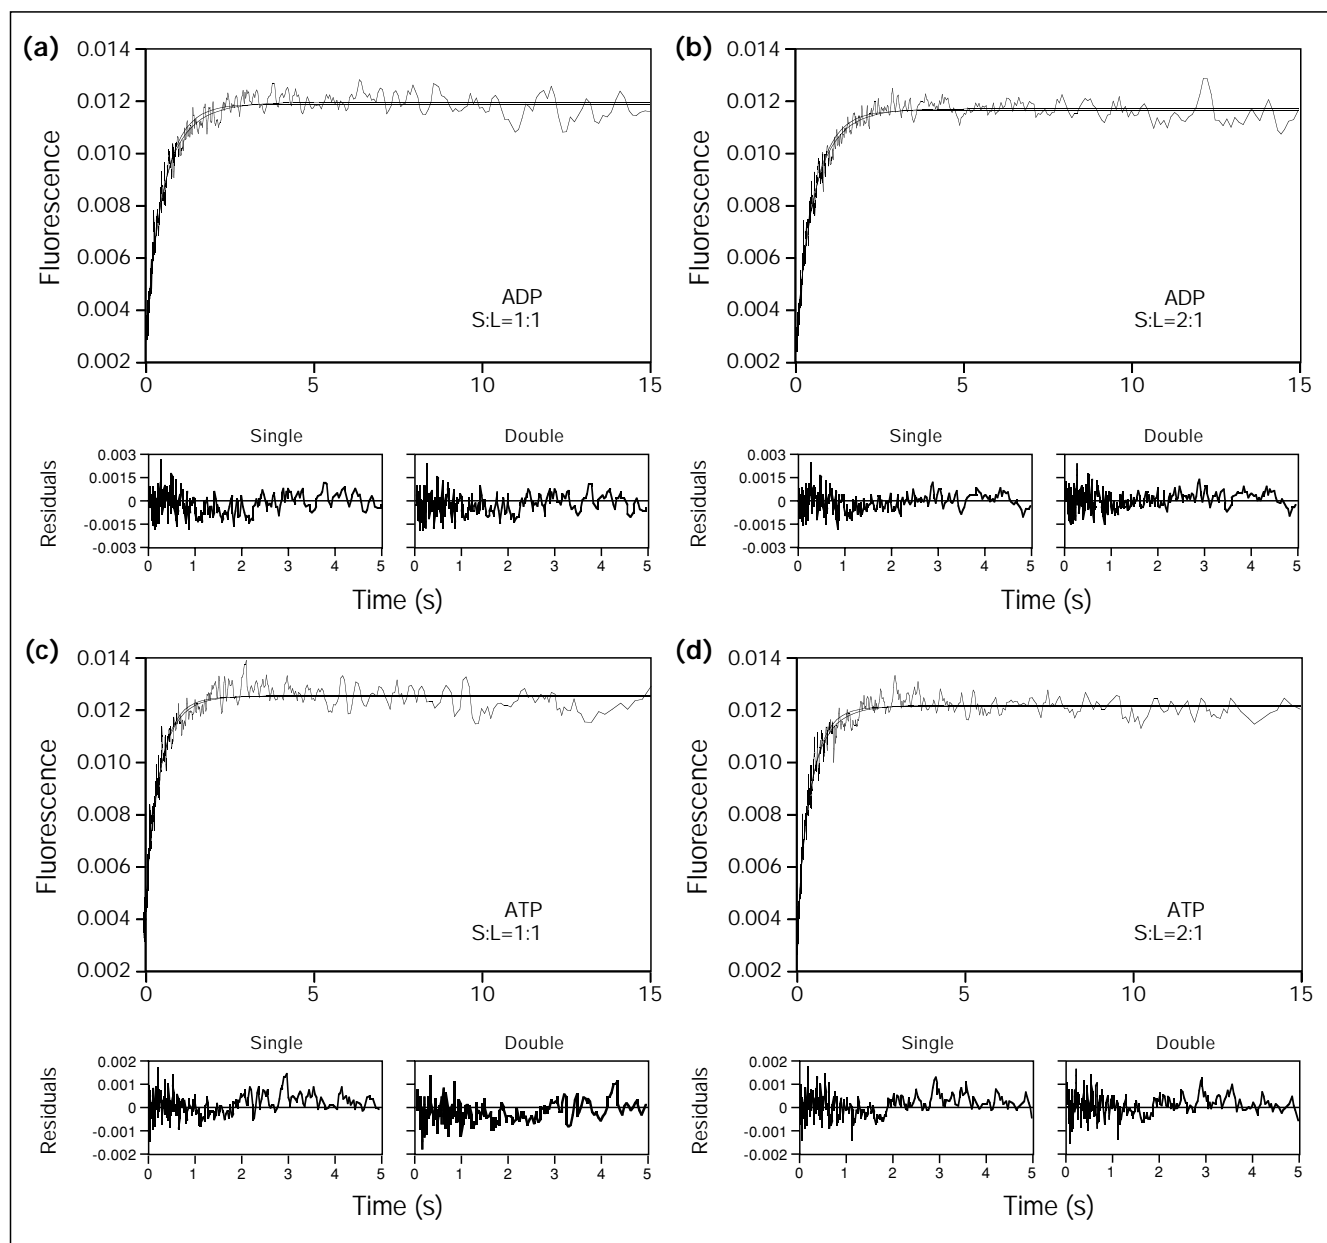 (a)
0.014
0.012
0.010
0.008
0.006
0.004
0.002
Fluorescence
ADP
S:L=1:1
0 5 10 15
Single Double
Residuals
0.003
0.0015
0
-0.0015
-0.003
0 1 2 3 4 5 0 1 2 3 4 5
Time (s)
(b)
0.014
0.012
0.010
0.008
0.006
0.004
0.002
Fluorescence
ADP
S:L=2:1
0 5 10 15
Single Double
Residuals
0.003
0.0015
0
-0.0015
-0.003
0 1 2 3 4 5 0 1 2 3 4 5
Time (s)
(c)
0.014
0.012
0.010
0.008
0.006
0.004
0.002
Fluorescence
ATP
S:L=1:1
0 5 10 15
Single Double
Residuals
0.002
0.001
0
-0.001
-0.002
0 1 2 3 4 5 0 1 2 3 4 5
Time (s)
(d)
0.014
0.012
0.010
0.008
0.006
0.004
0.002
Fluorescence
ATP
S:L=2:1
0 5 10 15
Single Double
Residuals
0.002
0.001
0
-0.001
-0.002
0 1 2 3 4 5 0 1 2 3 4 5
Time (s)